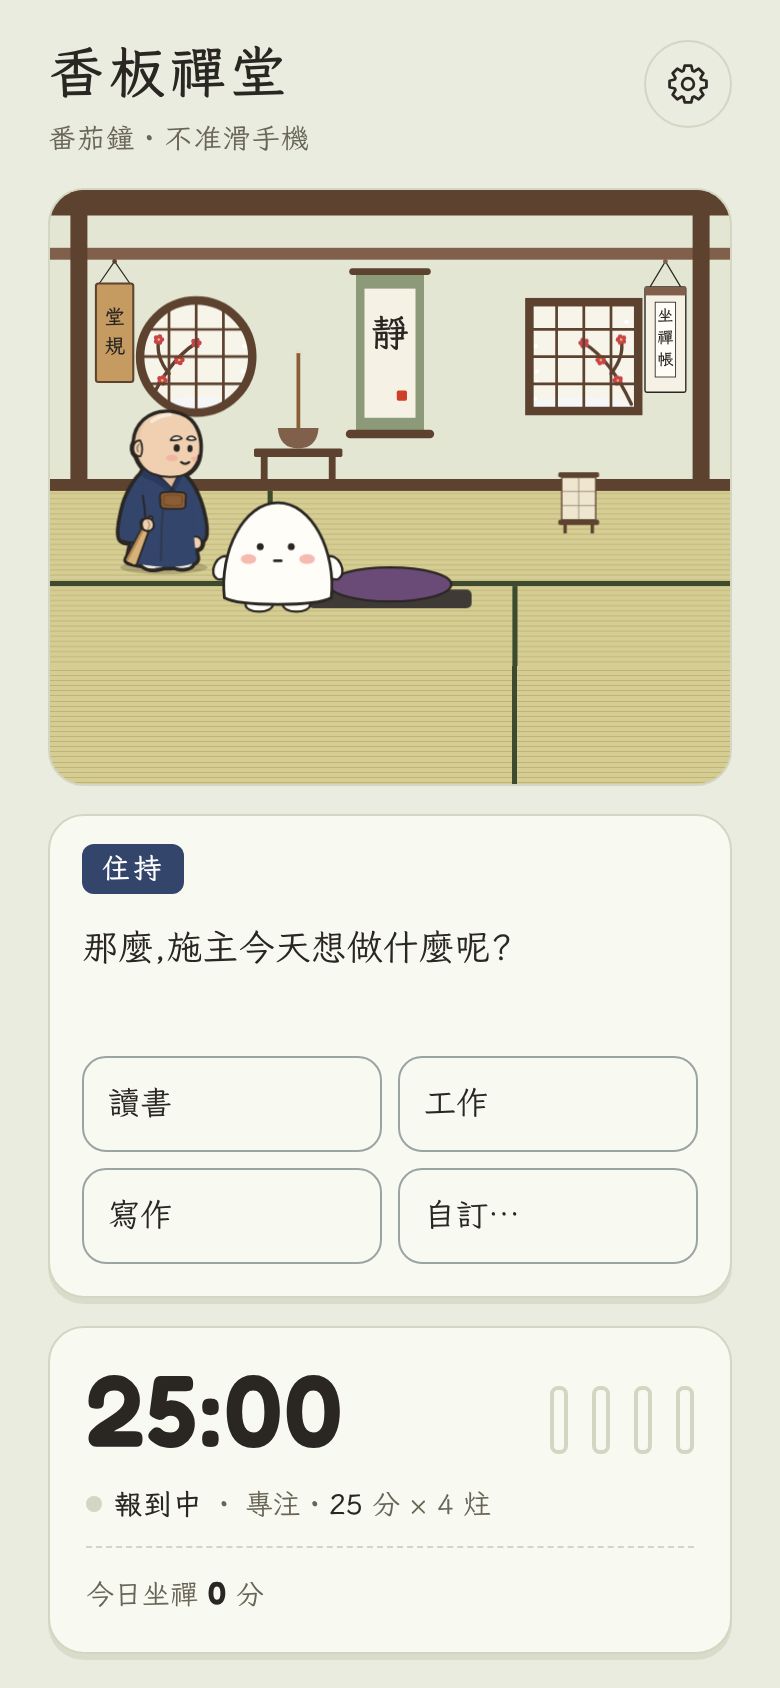 香板禪堂
番茄鐘・不准滑手機
堂規
靜
坐禪帳
住持
那麼,施主今天想做什麼呢?
讀書
工作
寫作
自訂…
25:00
報到中 ・ 專注・25 分 × 4 炷
今日坐禪 0 分